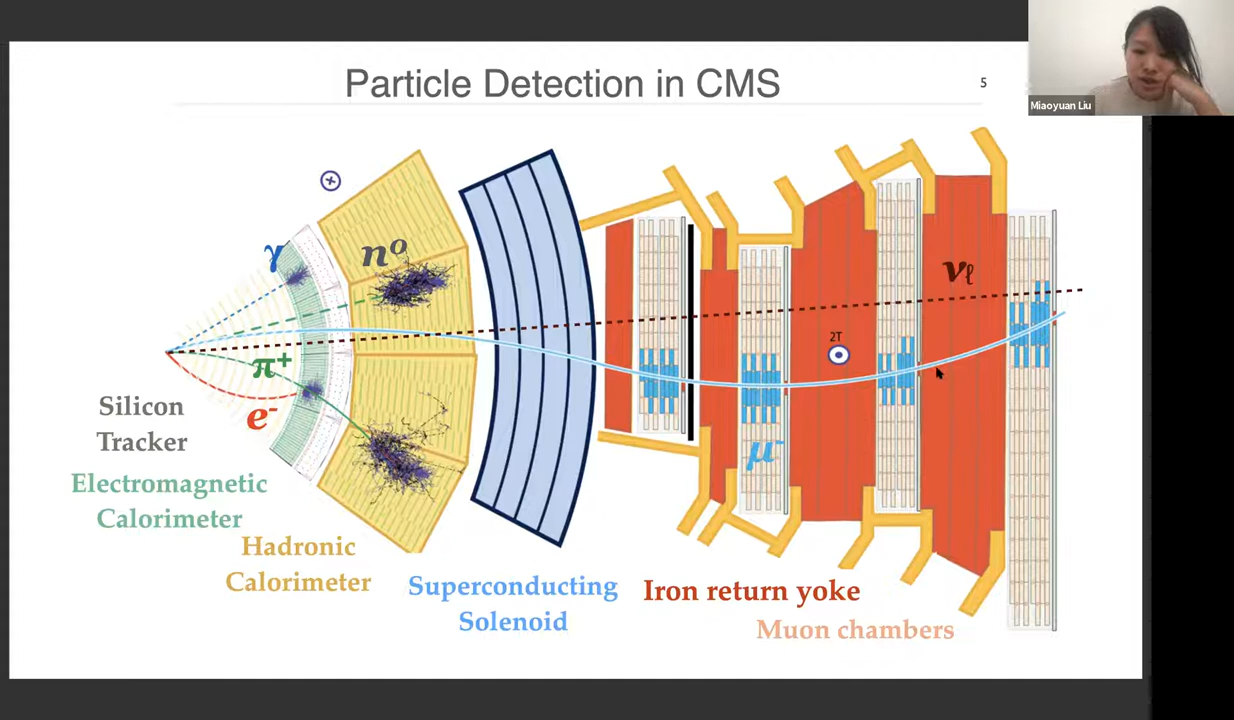 Particle Detection in CMS
5
Miaoyuan Liu
γ
n⁰
νℓ
2T
π⁺
e⁻
μ⁻
Silicon
Tracker
Electromagnetic
Calorimeter
Hadronic
Calorimeter
Superconducting
Solenoid
Iron return yoke
Muon chambers